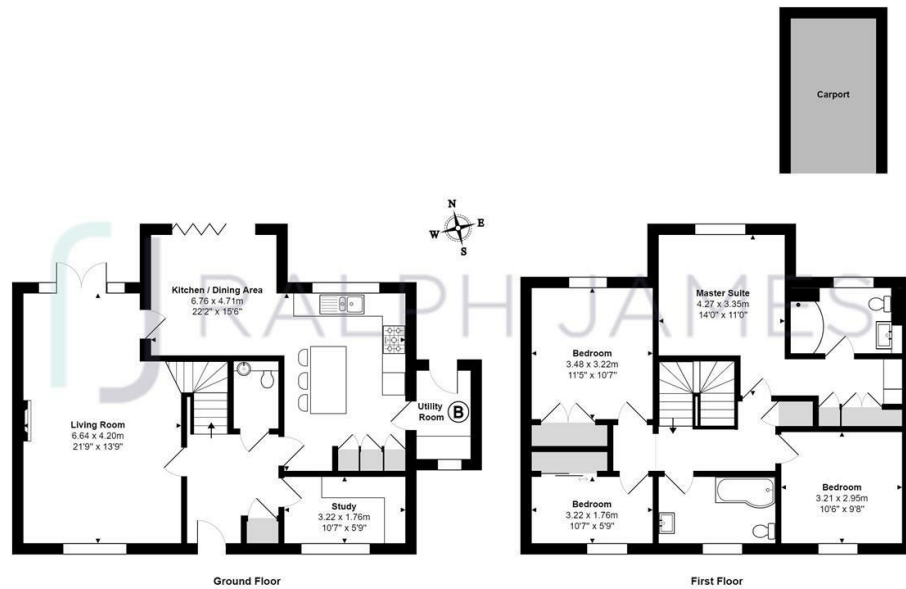 Carport
N
W E
S
RALPH JAMES
Kitchen / Dining Area
6.76 x 4.71m
22'2" x 15'6"
Living Room
6.64 x 4.20m
21'9" x 13'9"
Utility
Room
B
Study
3.22 x 1.76m
10'7" x 5'9"
Ground Floor
Master Suite
4.27 x 3.35m
14'0" x 11'0"
Bedroom
3.48 x 3.22m
11'5" x 10'7"
Bedroom
3.22 x 1.76m
10'7" x 5'9"
Bedroom
3.21 x 2.95m
10'6" x 9'8"
First Floor